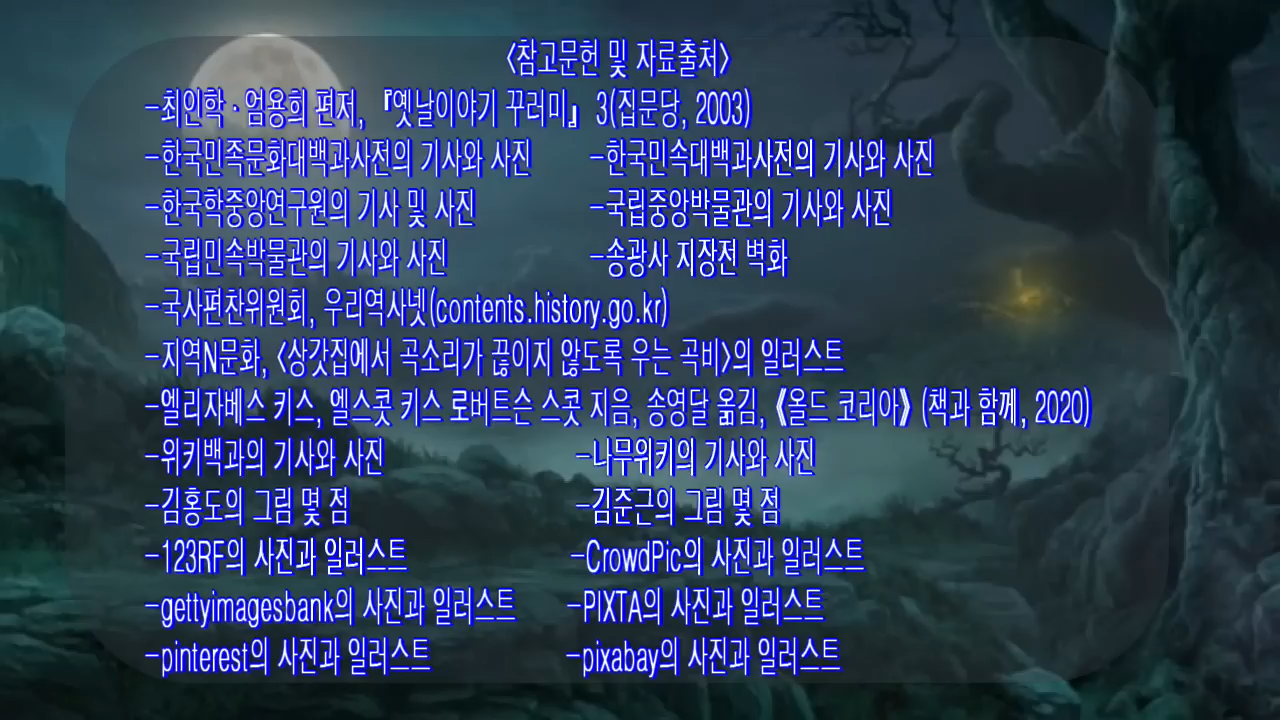 <참고문헌 및 자료출처>
-최인학·엄용희 편저, 『옛날이야기 꾸러미』 3(집문당, 2003)
-한국민족문화대백과사전의 기사와 사진 -한국민속대백과사전의 기사와 사진
-한국학중앙연구원의 기사 및 사진 -국립중앙박물관의 기사와 사진
-국립민속박물관의 기사와 사진 -송광사 지장전 벽화
-국사편찬위원회, 우리역사넷(contents.history.go.kr)
-지역N문화, <상갓집에서 곡소리가 끊이지 않도록 우는 곡비>의 일러스트
-엘리자베스 키스, 엘스콧 키스 로버트슨 스콧 지음, 송영달 옮김, 《올드 코리아》 (책과 함께, 2020)
-위키백과의 기사와 사진 -나무위키의 기사와 사진
-김홍도의 그림 몇 점 -김준근의 그림 몇 점
-123RF의 사진과 일러스트 -CrowdPic의 사진과 일러스트
-gettyimagesbank의 사진과 일러스트 -PIXTA의 사진과 일러스트
-pinterest의 사진과 일러스트 -pixabay의 사진과 일러스트